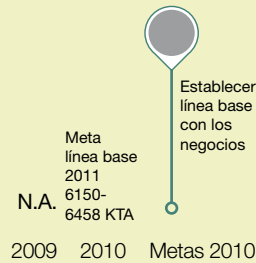 Establecer
línea base
con los
negocios
Meta
línea base
2011
6150-
6458 KTA
N.A.
2009 2010 Metas 2010